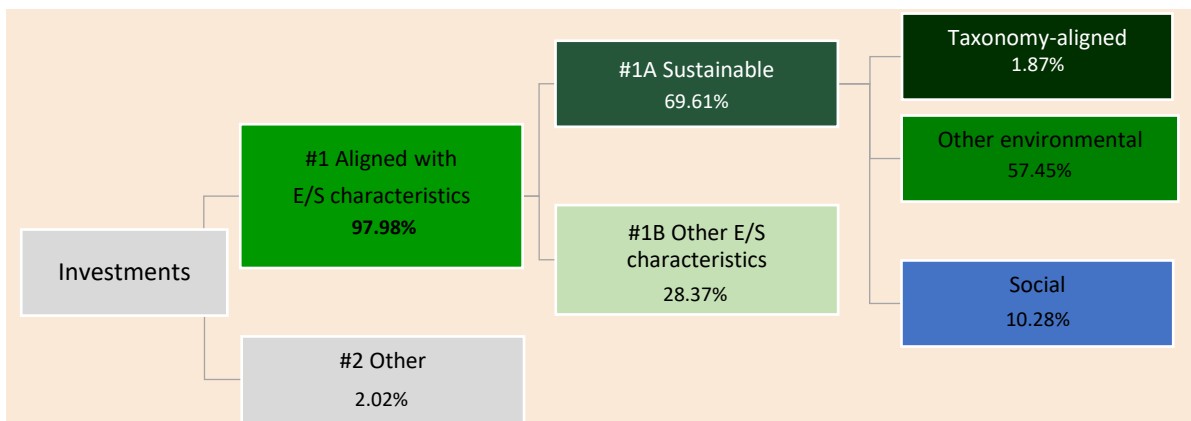 Investments
#1 Aligned with
E/S characteristics
97.98%
#2 Other
2.02%
#1A Sustainable
69.61%
#1B Other E/S
characteristics
28.37%
Taxonomy-aligned
1.87%
Other environmental
57.45%
Social
10.28%